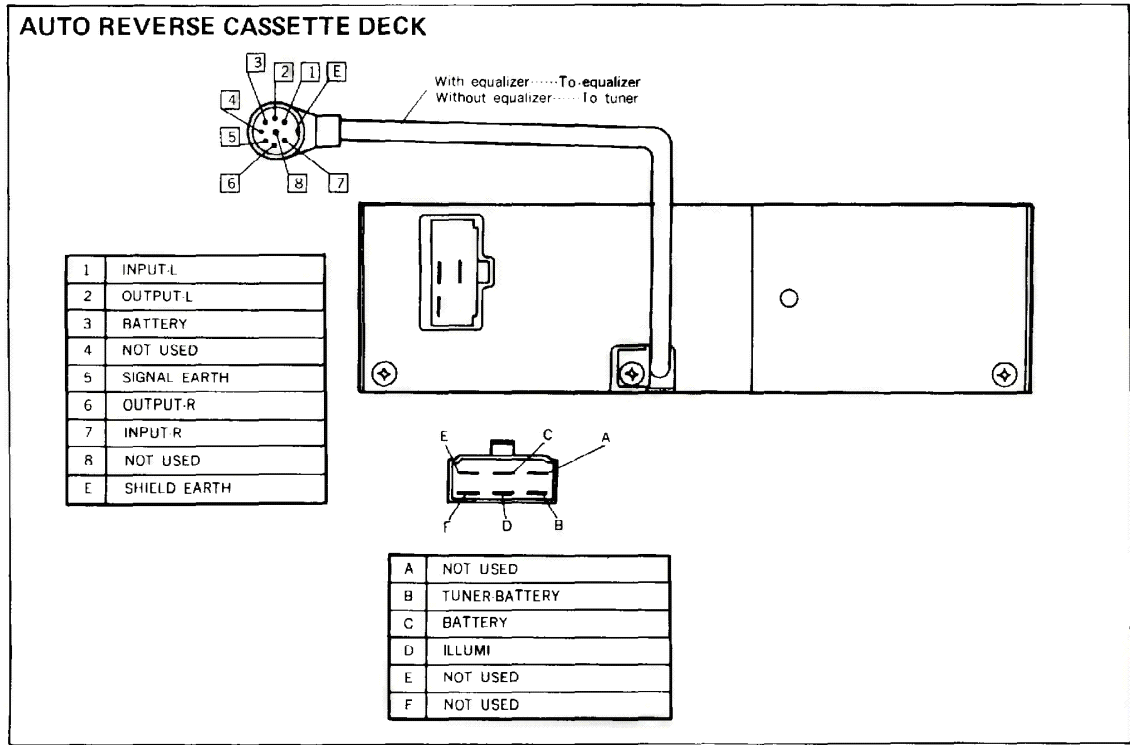 AUTO REVERSE CASSETTE DECK
3 2 1 E
With equalizer······To equalizer
Without equalizer······To tuner
4
5
6 8 7
1 INPUT-L
2 OUTPUT-L
3 BATTERY
4 NOT USED
5 SIGNAL EARTH
6 OUTPUT-R
7 INPUT-R
8 NOT USED
E SHIELD EARTH
E C A
F D B
A NOT USED
B TUNER-BATTERY
C BATTERY
D ILLUMI
E NOT USED
F NOT USED